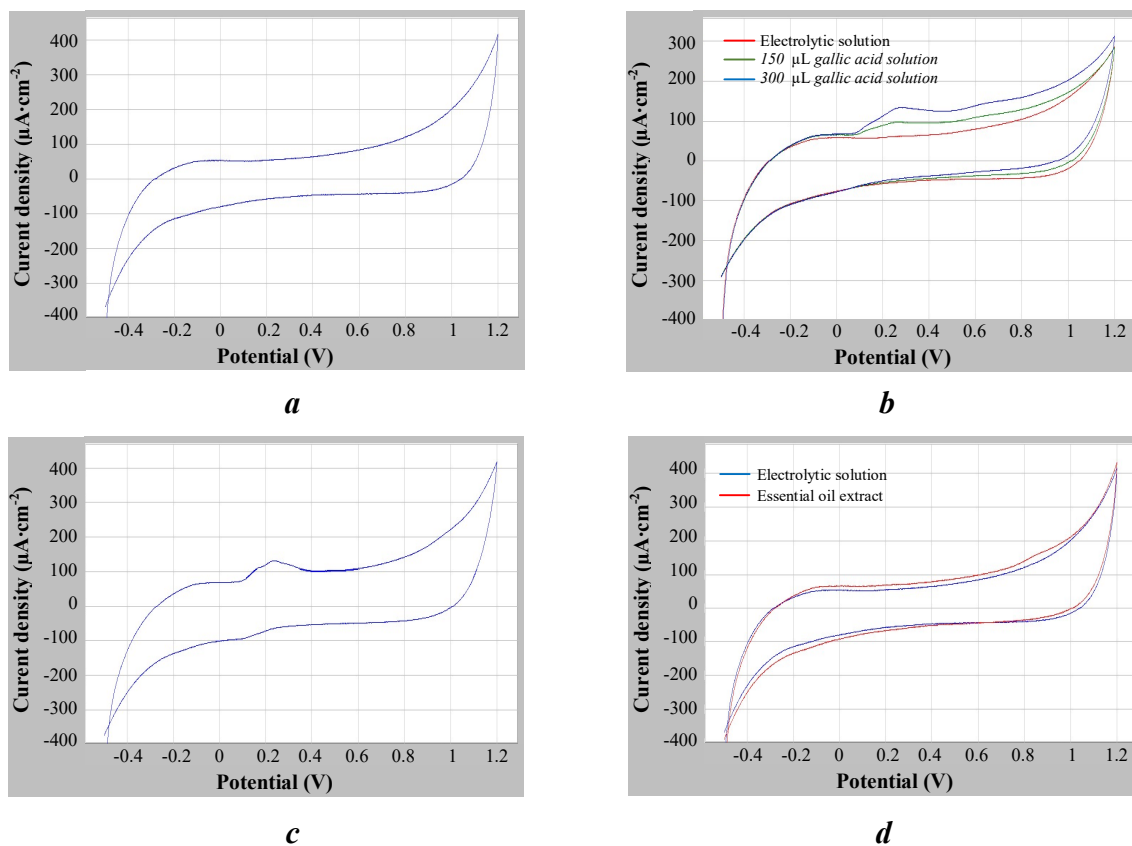 400
300
200
100
0
-100
-200
-300
-400
Curent density (µA·cm-2)
-0.4 -0.2 0 0.2 0.4 0.6 0.8 1 1.2
Potential (V)
a
Electrolytic solution
150 µL gallic acid solution
300 µL gallic acid solution
300
200
100
0
-100
-200
-300
-400
Curent density (µA·cm-2)
-0.4 -0.2 0 0.2 0.4 0.6 0.8 1 1.2
Potential (V)
b
400
300
200
100
0
-100
-200
-300
-400
Curent density (µA·cm-2)
-0.4 -0.2 0 0.2 0.4 0.6 0.8 1 1.2
Potential (V)
c
Electrolytic solution
Essential oil extract
400
300
200
100
0
-100
-200
-300
-400
Curent density (µA·cm-2)
-0.4 -0.2 0 0.2 0.4 0.6 0.8 1 1.2
Potential (V)
d